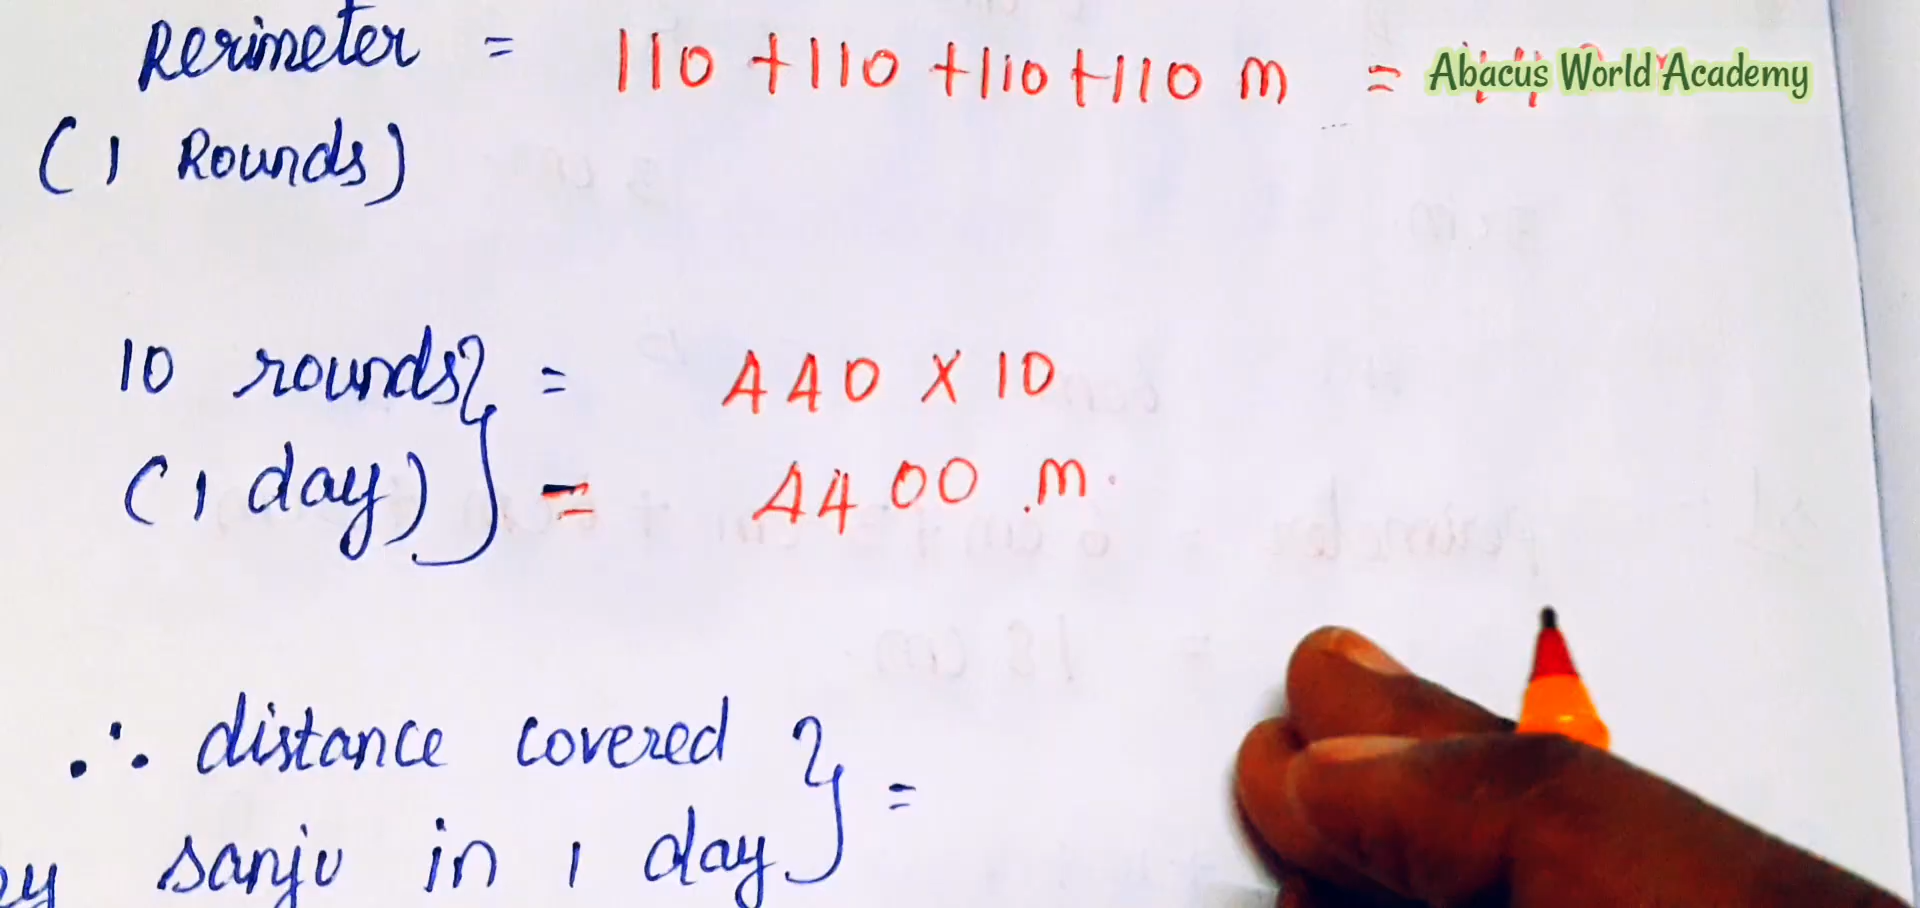 Perimeter = 110 + 110 + 110 + 110 m =
Abacus World Academy
(1 Rounds)
10 rounds } = 440 X 10
(1 day) } = 4400 m.
∴ distance covered } =
sanju in 1 day